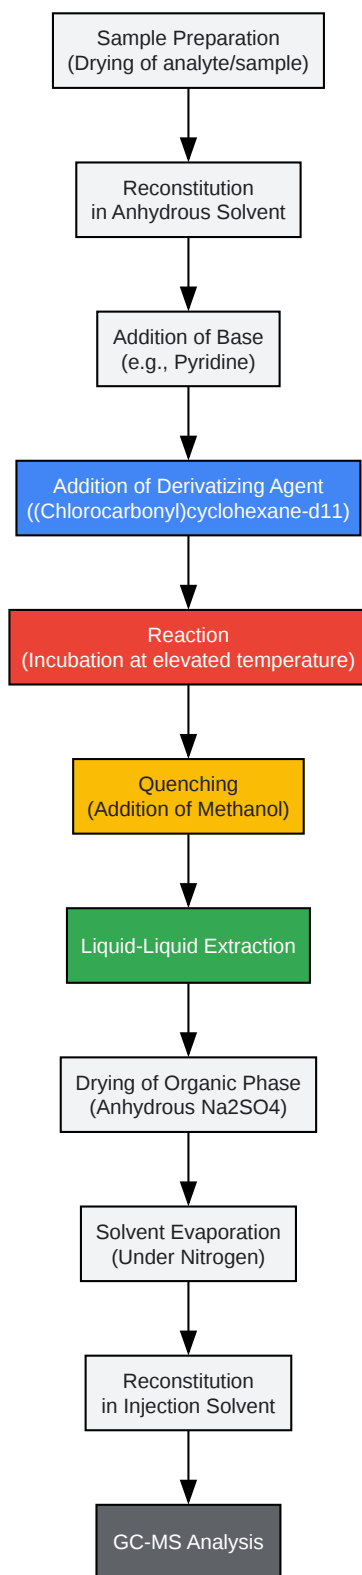 Sample Preparation
(Drying of analyte/sample)
Reconstitution
in Anhydrous Solvent
Addition of Base
(e.g., Pyridine)
Addition of Derivatizing Agent
((Chlorocarbonyl)cyclohexane-d11)
Reaction
(Incubation at elevated temperature)
Quenching
(Addition of Methanol)
Liquid-Liquid Extraction
Drying of Organic Phase
(Anhydrous Na2SO4)
Solvent Evaporation
(Under Nitrogen)
Reconstitution
in Injection Solvent
GC-MS Analysis